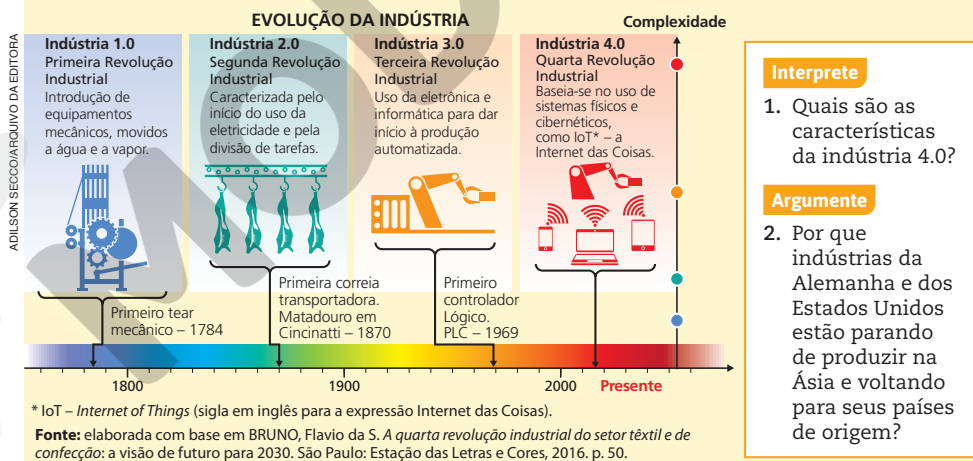 EVOLUÇÃO DA INDÚSTRIA
Complexidade
ADILSON SECCO/ARQUIVO DA EDITORA
Indústria 1.0
Primeira Revolução
Industrial
Introdução de
equipamentos
mecânicos, movidos
a água e a vapor.
Indústria 2.0
Segunda Revolução
Industrial
Caracterizada pelo
início do uso da
eletricidade e pela
divisão de tarefas.
Indústria 3.0
Terceira Revolução
Industrial
Uso da eletrônica e
informática para dar
início à produção
automatizada.
Indústria 4.0
Quarta Revolução
Industrial
Baseia-se no uso de
sistemas físicos e
cibernéticos,
como IoT* – a
Internet das Coisas.
Primeiro tear
mecânico – 1784
Primeira correia
transportadora.
Matadouro em
Cincinatti – 1870
Primeiro
controlador
Lógico.
PLC – 1969
1800
1900
2000
Presente
* IoT – Internet of Things (sigla em inglês para a expressão Internet das Coisas).
Fonte: elaborada com base em BRUNO, Flavio da S. A quarta revolução industrial do setor têxtil e de
confecção: a visão de futuro para 2030. São Paulo: Estação das Letras e Cores, 2016. p. 50.
Interprete
1. Quais são as
características
da indústria 4.0?
Argumente
2. Por que
indústrias da
Alemanha e dos
Estados Unidos
estão parando
de produzir na
Ásia e voltando
para seus países
de origem?